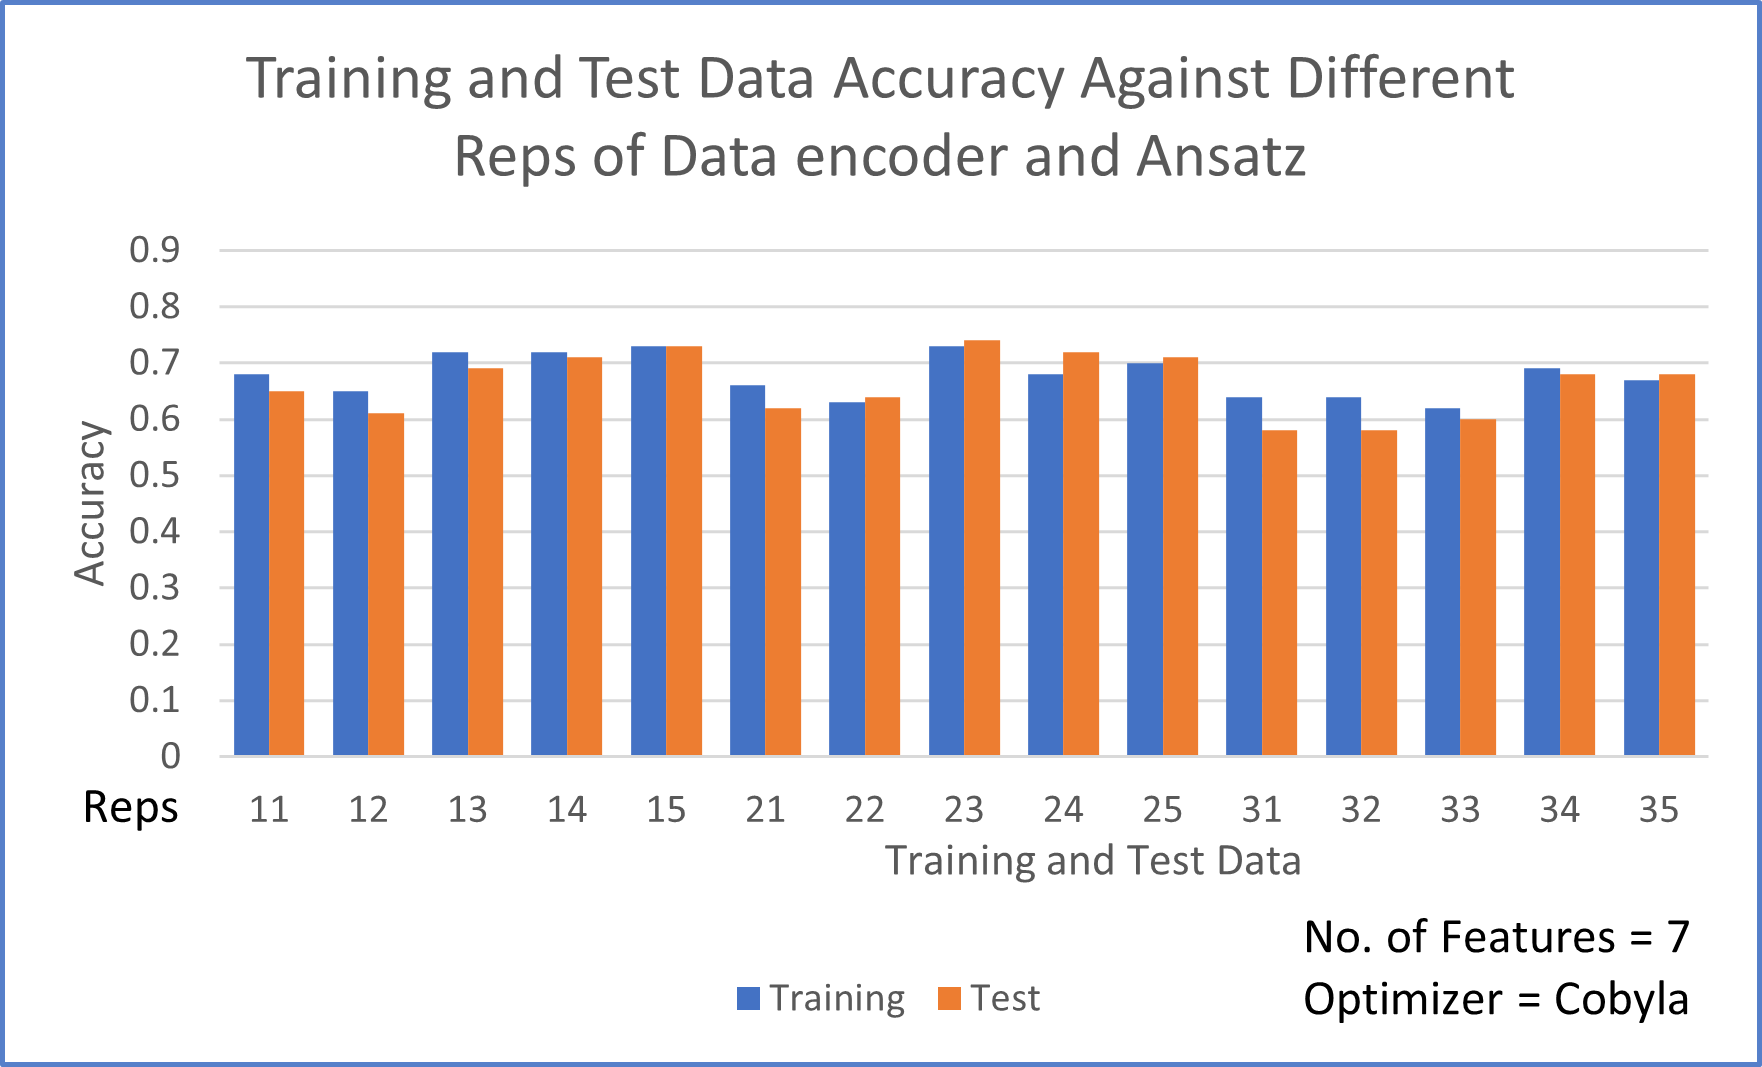 Training and Test Data Accuracy Against Different
Reps of Data encoder and Ansatz
0.9
0.8
0.7
0.6
0.5
0.4
0.3
0.2
0.1
0
Accuracy
Reps 11 12 13 14 15 21 22 23 24 25 31 32 33 34 35
Training and Test Data
No. of Features = 7
Training Test
Optimizer = Cobyla